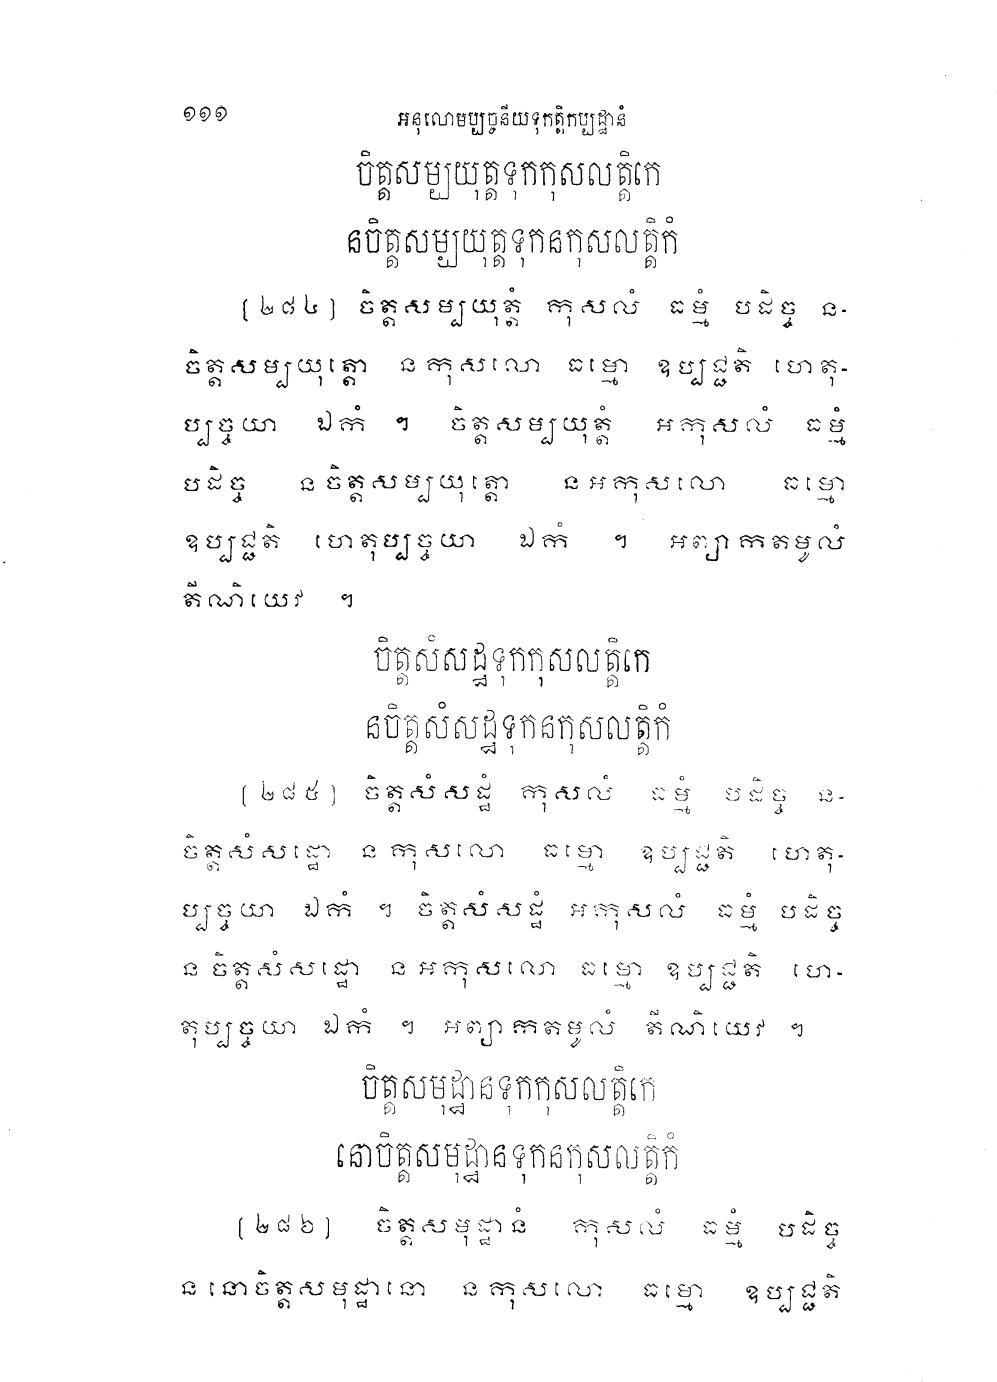 ១១១ អនុលោមប្បច្ចនីយទុកត្តិកប្បដ្ឋានំ
ចិត្តសម្បយុត្តទុកកុសលត្តិកេ
នចិត្តសម្បយុត្តទុកនកុសលត្តិកំ
(២៨៤) ចិត្តសម្បយុត្តំ កុសលំ ធម្មំ បដិច្ច ន-
ចិត្តសម្បយុត្តោ នកុសលោ ធម្មោ ឧប្បជ្ជតិ ហេតុ-
ប្បច្ចយា ឯកំ ។ ចិត្តសម្បយុត្តំ អកុសលំ ធម្មំ
បដិច្ច នចិត្តសម្បយុត្តោ នអកុសលោ ធម្មោ
ឧប្បជ្ជតិ ហេតុប្បច្ចយា ឯកំ ។ អព្យាកតមូលំ
តីណិយេវ ។
ចិត្តសំសដ្ឋទុកកុសលត្តិកេ
នចិត្តសំសដ្ឋទុកនកុសលត្តិកំ
(២៨៥) ចិត្តសំសដ្ឋំ កុសលំ ធម្មំ បដិច្ច ន-
ចិត្តសំសដ្ឋោ នកុសលោ ធម្មោ ឧប្បជ្ជតិ ហេតុ-
ប្បច្ចយា ឯកំ ។ ចិត្តសំសដ្ឋំ អកុសលំ ធម្មំ បដិច្ច
នចិត្តសំសដ្ឋោ នអកុសលោ ធម្មោ ឧប្បជ្ជតិ ហេ-
តុប្បច្ចយា ឯកំ ។ អព្យាកតមូលំ តីណិយេវ ។
ចិត្តសមុដ្ឋានទុកកុសលត្តិកេ
នោចិត្តសមុដ្ឋានទុកនកុសលត្តិកំ
(២៨៦) ចិត្តសមុដ្ឋានំ កុសលំ ធម្មំ បដិច្ច
ននោចិត្តសមុដ្ឋានោ នកុសលោ ធម្មោ ឧប្បជ្ជតិ